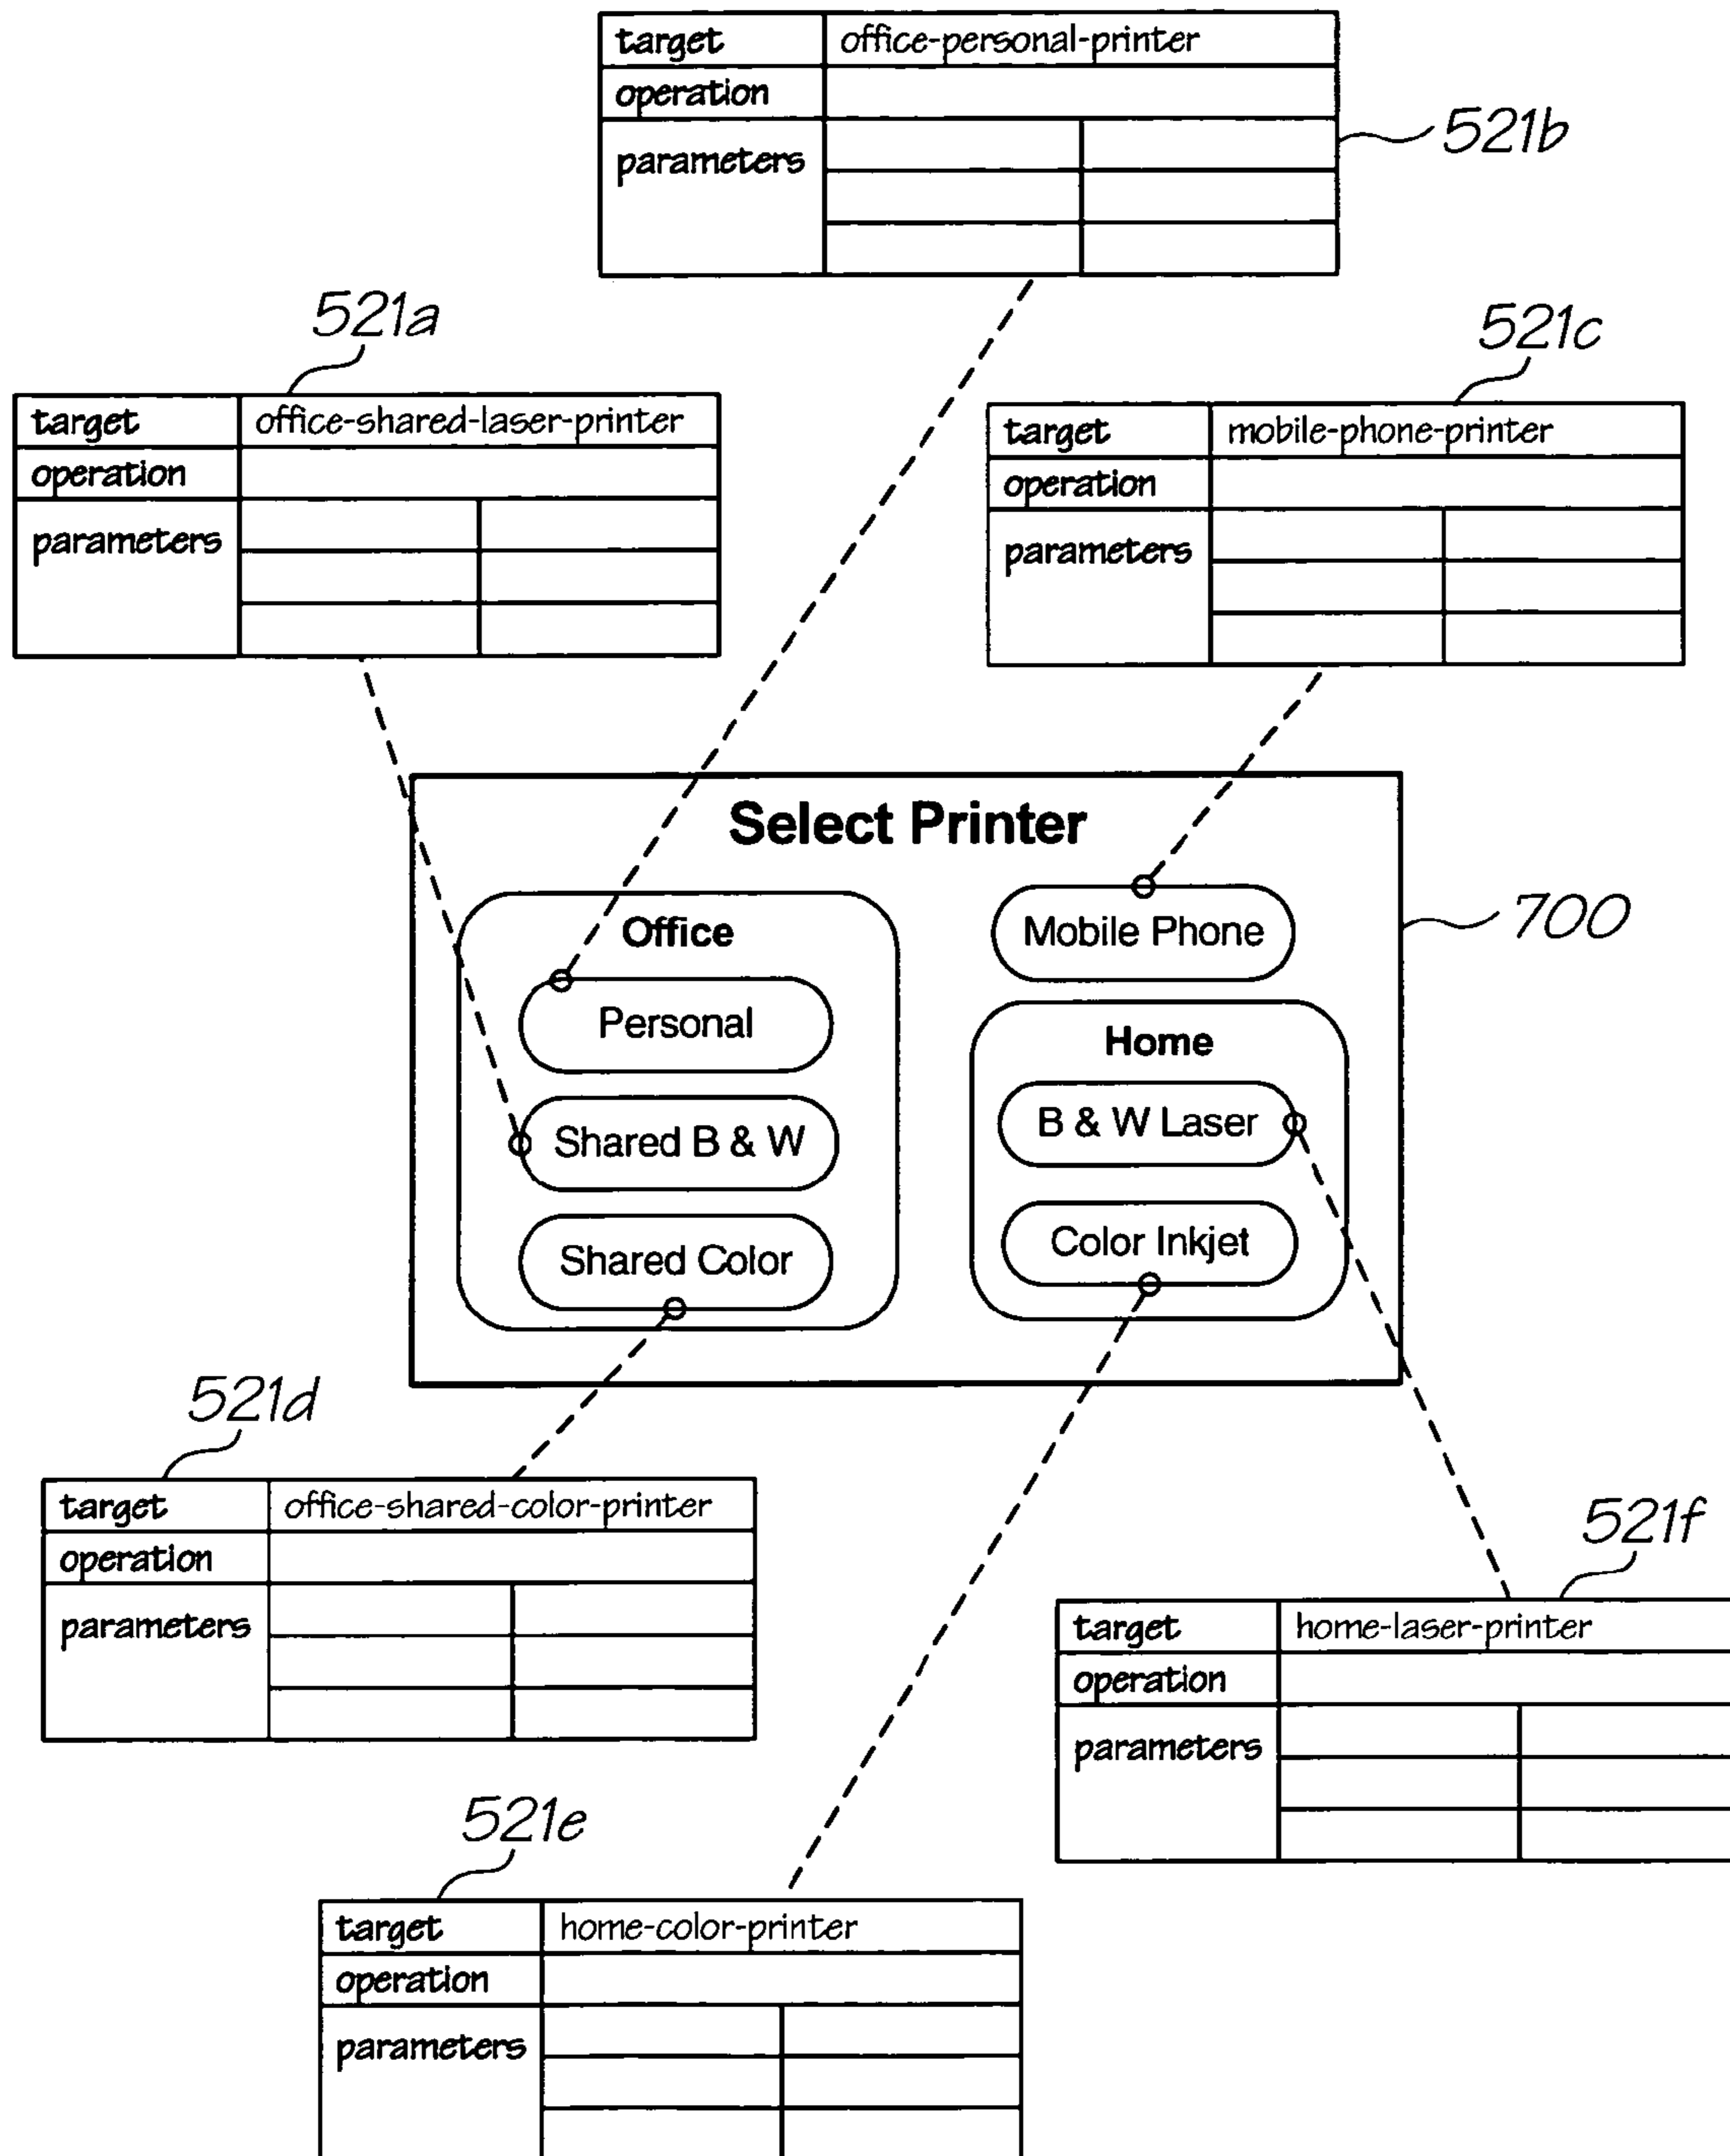 target office-personal-printer
operation
parameters
521b
521a
target office-shared-laser-printer
operation
parameters
521c
target mobile-phone-printer
operation
parameters
Select Printer
Office
Personal
Shared B & W
Shared Color
Mobile Phone
Home
B & W Laser
Color Inkjet
700
521d
target office-shared-color-printer
operation
parameters
521f
target home-laser-printer
operation
parameters
521e
target home-color-printer
operation
parameters